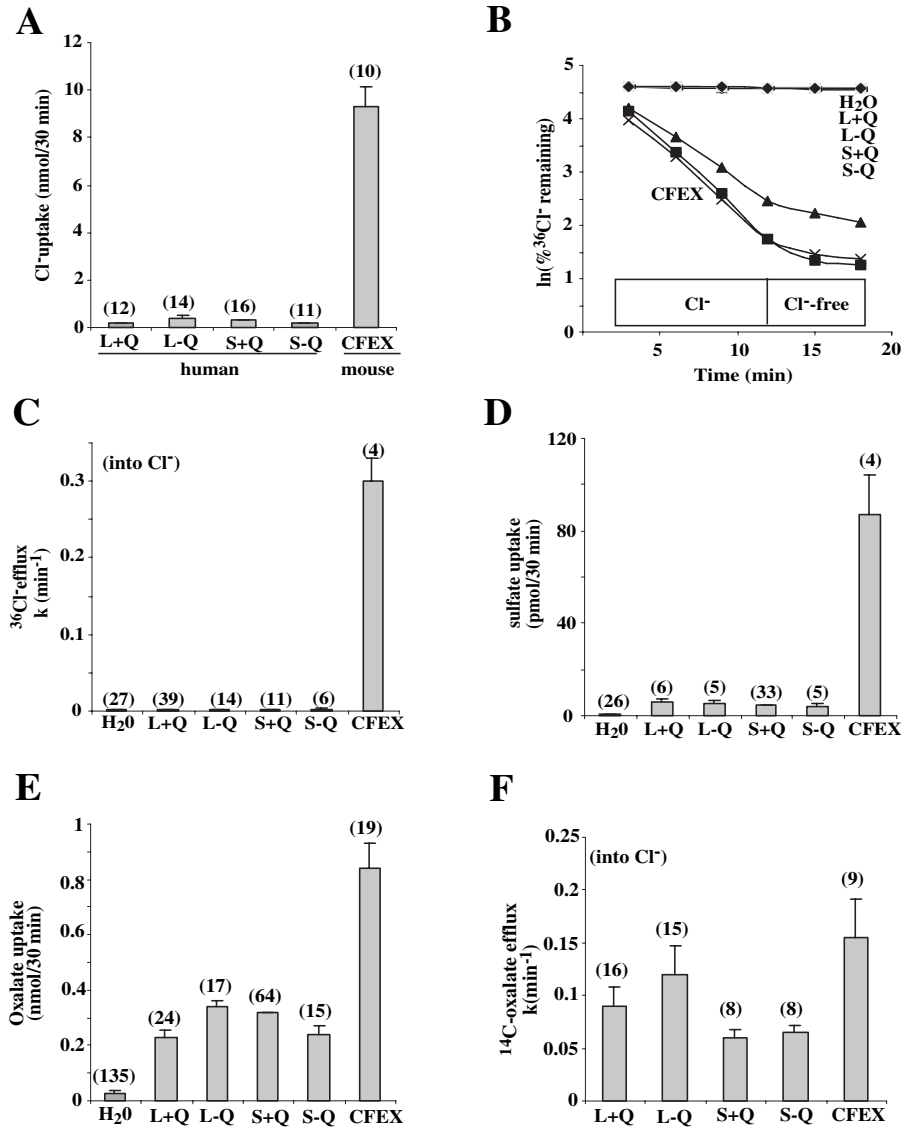 A
12
10
8
6
4
2
0
Cl⁻uptake (nmol/30 min)
(12)
(14)
(16)
(11)
(10)
L+Q
L-Q
S+Q
S-Q
CFEX
human
mouse
B
5
4
3
2
1
0
ln(%³⁶Cl⁻ remaining)
H₂O
L+Q
L-Q
S+Q
S-Q
CFEX
Cl⁻
Cl⁻-free
5
10
15
20
Time (min)
C
(into Cl⁻)
0.3
0.2
0.1
0
³⁶Cl⁻efflux
k (min⁻¹)
(27)
(39)
(14)
(11)
(6)
(4)
H₂0
L+Q
L-Q
S+Q
S-Q
CFEX
D
120
80
40
0
sulfate uptake
(pmol/30 min)
(26)
(6)
(5)
(33)
(5)
(4)
H₂0
L+Q
L-Q
S+Q
S-Q
CFEX
E
1
0.8
0.6
0.4
0.2
0
Oxalate uptake
(nmol/30 min)
(135)
(24)
(17)
(64)
(15)
(19)
H₂0
L+Q
L-Q
S+Q
S-Q
CFEX
F
(into Cl⁻)
0.25
0.2
0.15
0.1
0.05
0
¹⁴C-oxalate efflux
k(min⁻¹)
(16)
(15)
(8)
(8)
(9)
L+Q
L-Q
S+Q
S-Q
CFEX